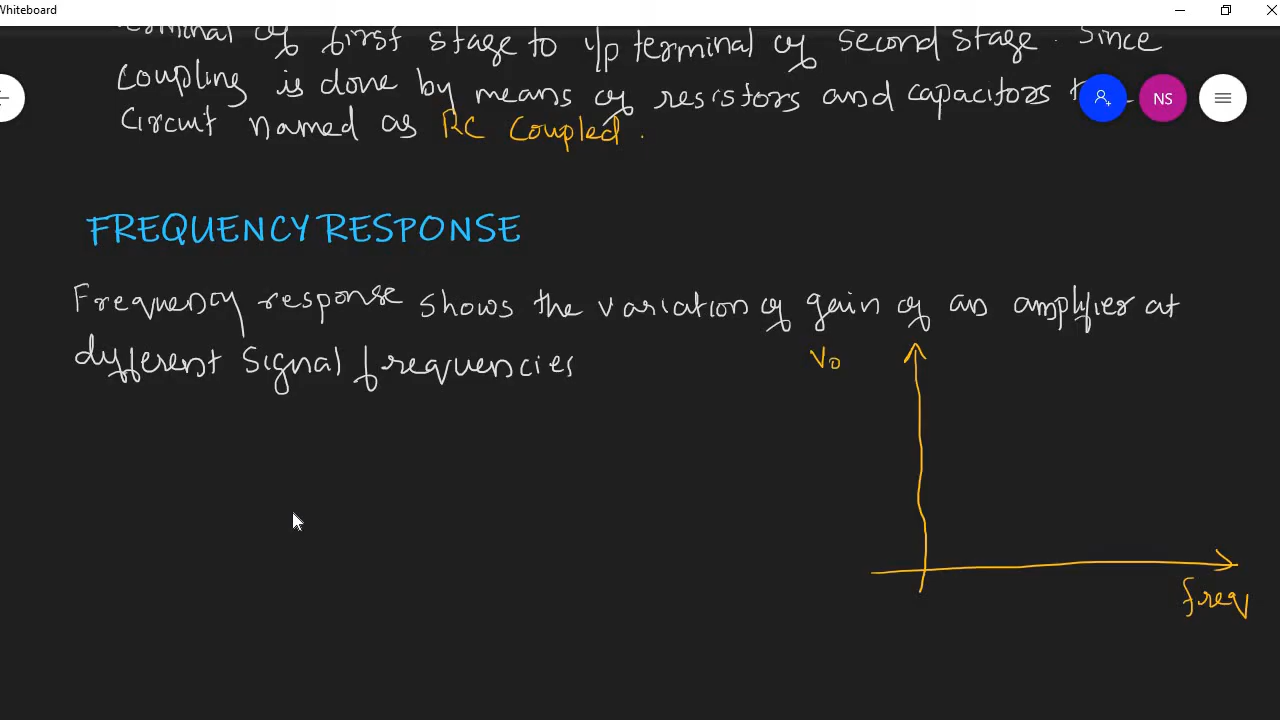 Whiteboard
terminal of first stage to i/p terminal of second stage. Since
coupling is done by means of resistors and capacitors
NS
Circuit named as RC Coupled.
FREQUENCY RESPONSE
Frequency response shows the variation of gain of an amplifier at
different signal frequencies
Vo
freq